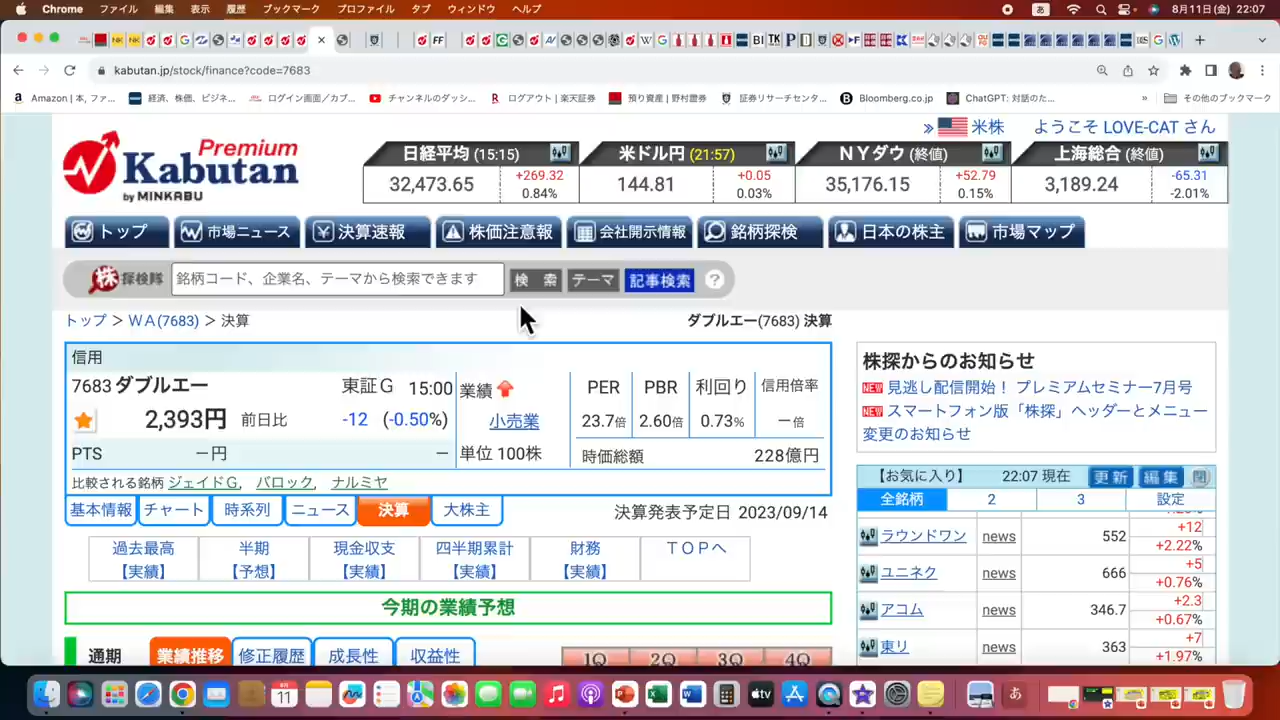 Chrome ファイル 編集 表示 履歴 ブックマーク プロファイル タブ ウィンドウ ヘルプ 8月11日(金) 22:07
kabutan.jp/stock/finance?code=7683
Amazon | 本, ファ... 経済、株価、ビジネ... ログイン画面／カブ... チャンネルのダッシ... ログアウト | 楽天証券 預り資産 | 野村證券 証券リサーチセンタ... Bloomberg.co.jp ChatGPT: 対話のた... » その他のブックマーク
» 米株 ようこそ LOVE-CAT さん
Premium
Kabutan
by MINKABU
日経平均 (15:15) 米ドル円 (21:57) ＮＹダウ (終値) 上海総合 (終値)
32,473.65 +269.32 0.84% 144.81 +0.05 0.03% 35,176.15 +52.79 0.15% 3,189.24 -65.31 -2.01%
トップ 市場ニュース 決算速報 株価注意報 会社開示情報 銘柄探検 日本の株主 市場マップ
株探検隊 銘柄コード、企業名、テーマから検索できます 検 索 テーマ 記事検索 ?
トップ > ＷＡ(7683) > 決算 ダブルエー(7683) 決算
信用
7683 ダブルエー 東証Ｇ 15:00 業績
2,393円 前日比 -12 (-0.50%) 小売業
PTS －円 － 単位 100株
PER PBR 利回り 信用倍率
23.7倍 2.60倍 0.73% －倍
時価総額 228億円
比較される銘柄 ジェイドＧ, バロック, ナルミヤ
基本情報 チャート 時系列 ニュース 決算 大株主 決算発表予定日 2023/09/14
過去最高 半期 現金収支 四半期累計 財務 ＴＯＰへ
【実績】 【予想】 【実績】 【実績】 【実績】
今期の業績予想
通期 業績推移 修正履歴 成長性 収益性 1Q 2Q 3Q 4Q
株探からのお知らせ
NEW 見逃し配信開始！ プレミアムセミナー7月号
NEW スマートフォン版「株探」ヘッダーとメニュー
変更のお知らせ
【お気に入り】 22:07 現在 更新 編集
全銘柄 2 3 設定
ラウンドワン news 552 +12 +2.22%
ユニネク news 666 +5 +0.76%
アコム news 346.7 +2.3 +0.67%
東リ news 363 +7 +1.97%